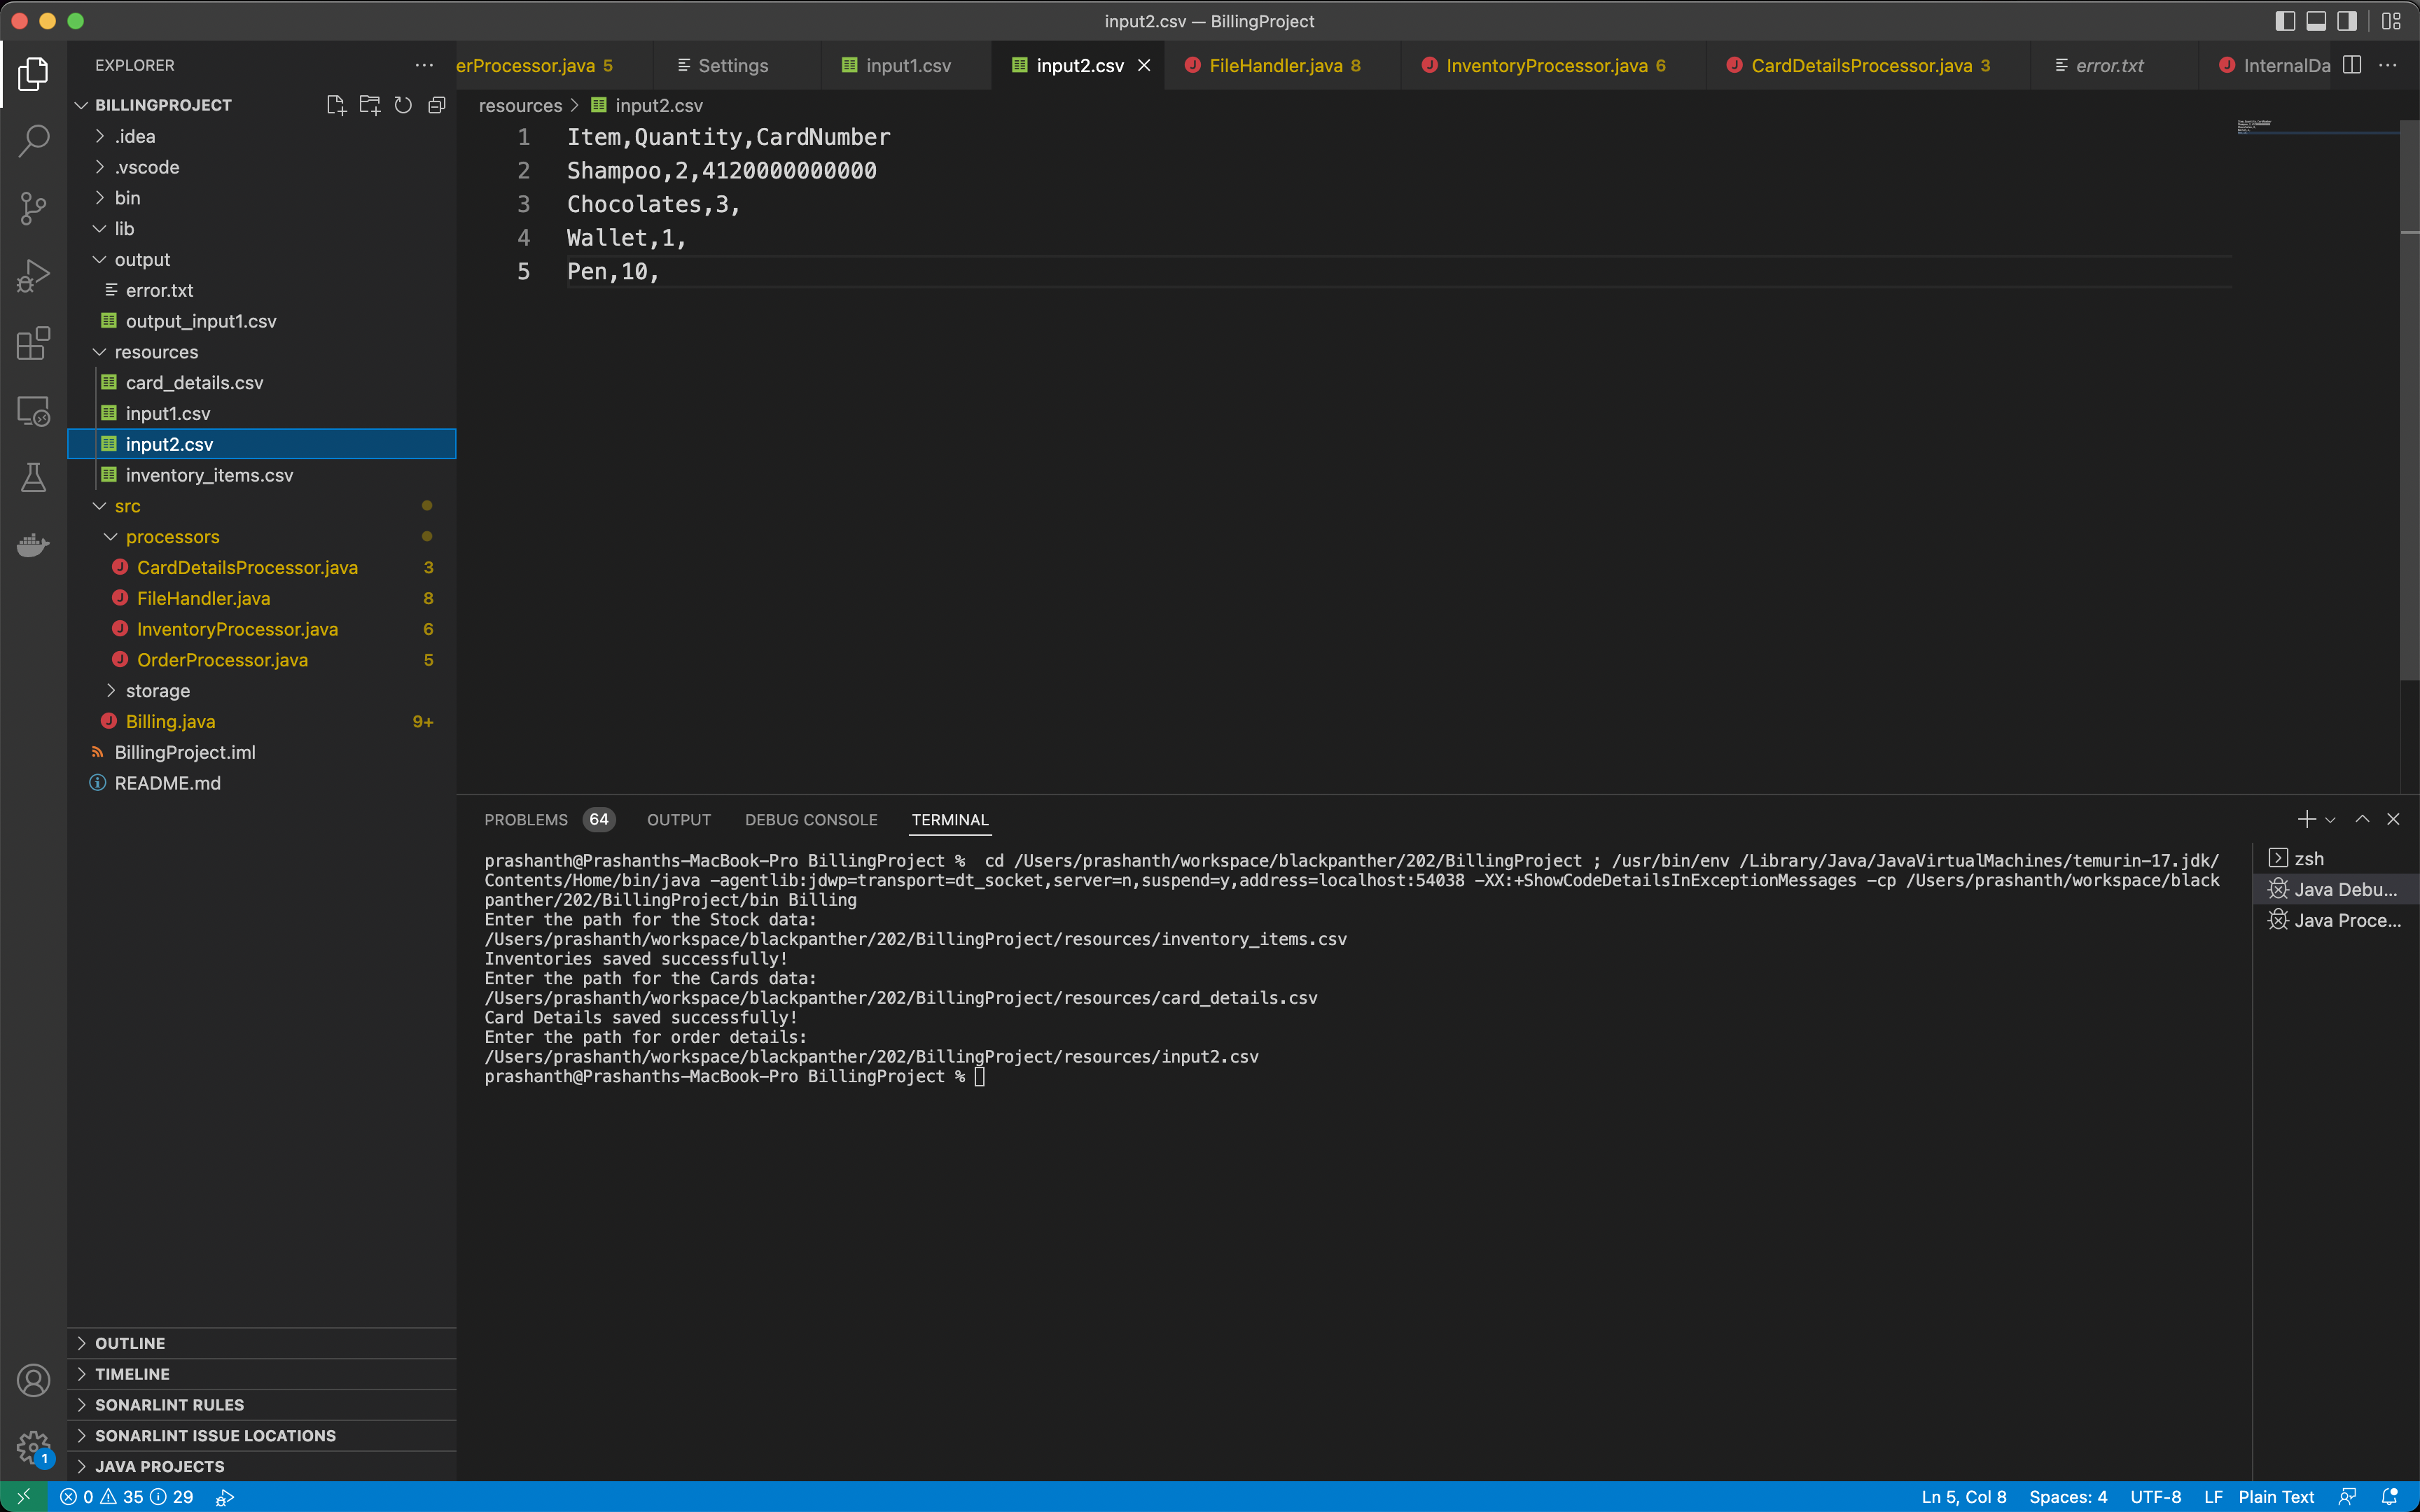 input2.csv — BillingProject
EXPLORER
erProcessor.java 5
Settings
input1.csv
input2.csv
FileHandler.java 8
InventoryProcessor.java 6
CardDetailsProcessor.java 3
error.txt
InternalDa
BILLINGPROJECT
.idea
.vscode
bin
lib
output
error.txt
output_input1.csv
resources
card_details.csv
input1.csv
input2.csv
inventory_items.csv
src
processors
CardDetailsProcessor.java 3
FileHandler.java 8
InventoryProcessor.java 6
OrderProcessor.java 5
storage
Billing.java 9+
BillingProject.iml
README.md
OUTLINE
TIMELINE
SONARLINT RULES
SONARLINT ISSUE LOCATIONS
JAVA PROJECTS
1
resources > input2.csv
1 Item,Quantity,CardNumber
2 Shampoo,2,4120000000000
3 Chocolates,3,
4 Wallet,1,
5 Pen,10,
PROBLEMS 64 OUTPUT DEBUG CONSOLE TERMINAL
prashanth@Prashanths-MacBook-Pro BillingProject %  cd /Users/prashanth/workspace/blackpanther/202/BillingProject ; /usr/bin/env /Library/Java/JavaVirtualMachines/temurin-17.jdk/
Contents/Home/bin/java -agentlib:jdwp=transport=dt_socket,server=n,suspend=y,address=localhost:54038 -XX:+ShowCodeDetailsInExceptionMessages -cp /Users/prashanth/workspace/black
panther/202/BillingProject/bin Billing
Enter the path for the Stock data:
/Users/prashanth/workspace/blackpanther/202/BillingProject/resources/inventory_items.csv
Inventories saved successfully!
Enter the path for the Cards data:
/Users/prashanth/workspace/blackpanther/202/BillingProject/resources/card_details.csv
Card Details saved successfully!
Enter the path for order details:
/Users/prashanth/workspace/blackpanther/202/BillingProject/resources/input2.csv
prashanth@Prashanths-MacBook-Pro BillingProject %
zsh
Java Debu...
Java Proce...
0 35 29
Ln 5, Col 8 Spaces: 4 UTF-8 LF Plain Text